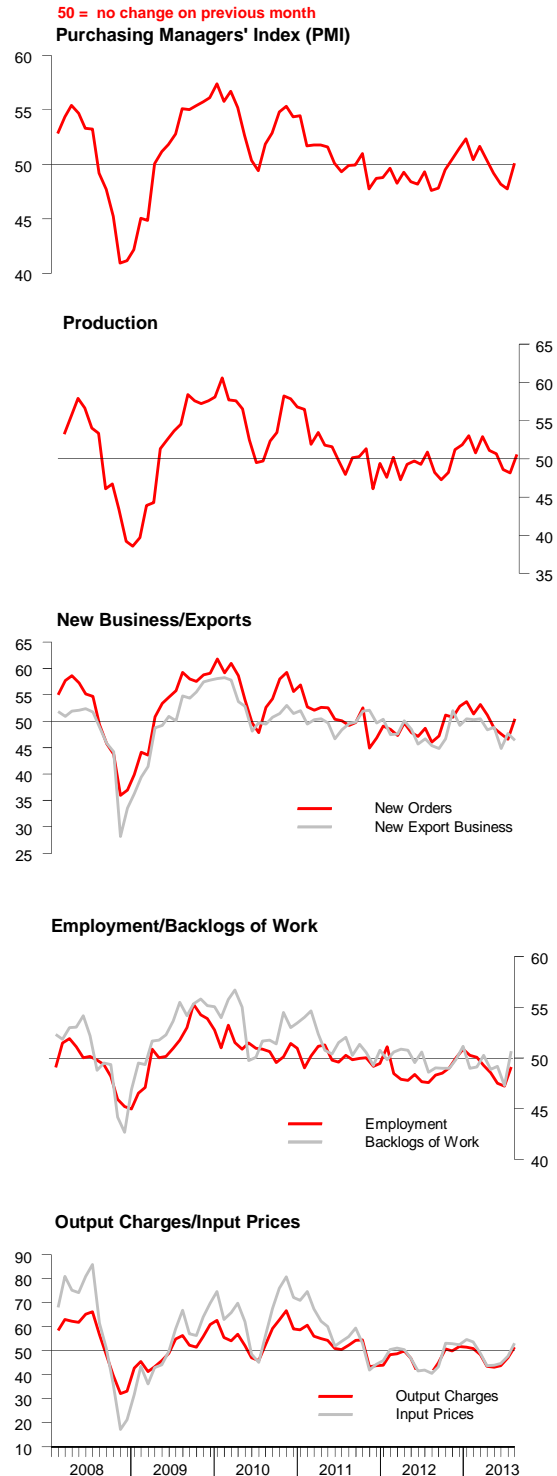 50 = no change on previous month
Purchasing Managers' Index (PMI)
60
55
50
45
40
Production
65
60
55
50
45
40
35
New Business/Exports
65
60
55
50
45
40
35
30
25
New Orders
New Export Business
Employment/Backlogs of Work
60
55
50
45
40
Employment
Backlogs of Work
Output Charges/Input Prices
90
80
70
60
50
40
30
20
10
Output Charges
Input Prices
2008 2009 2010 2011 2012 2013